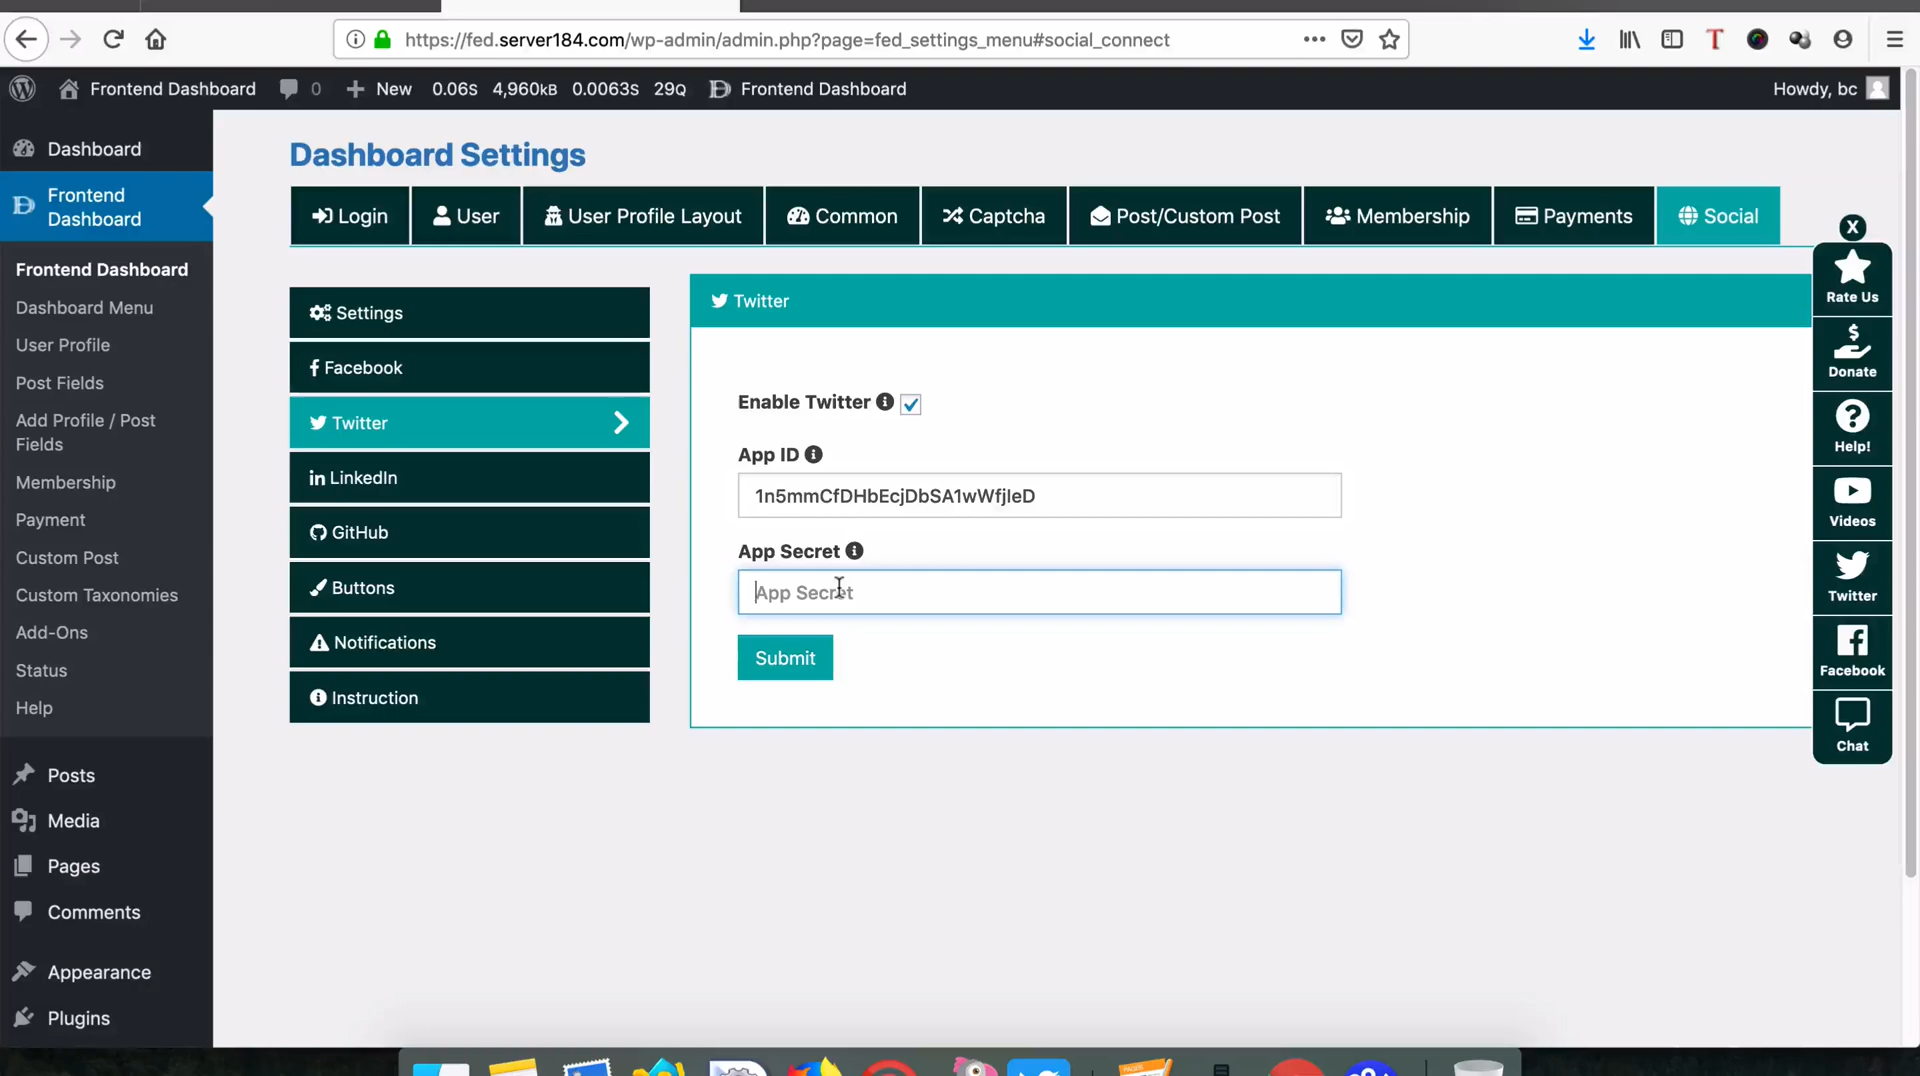 https://fed.server184.com/wp-admin/admin.php?page=fed_settings_menu#social_connect
Frontend Dashboard 0 New 0.06S 4,960KB 0.0063S 29Q Frontend Dashboard Howdy, bc
Dashboard
Frontend
Dashboard
Frontend Dashboard
Dashboard Menu
User Profile
Post Fields
Add Profile / Post
Fields
Membership
Payment
Custom Post
Custom Taxonomies
Add-Ons
Status
Help
Posts
Media
Pages
Comments
Appearance
Plugins
Dashboard Settings
Login User User Profile Layout Common Captcha Post/Custom Post Membership Payments Social
Settings
Facebook
Twitter
LinkedIn
GitHub
Buttons
Notifications
Instruction
Twitter
Enable Twitter
App ID
1n5mmCfDHbEcjDbSA1wWfjIeD
App Secret
App Secret
Submit
X
Rate Us
Donate
Help!
Videos
Twitter
Facebook
Chat